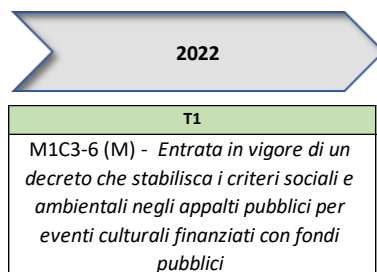 2022
T1
M1C3-6 (M) - Entrata in vigore di un
decreto che stabilisca i criteri sociali e
ambientali negli appalti pubblici per
eventi culturali finanziati con fondi
pubblici